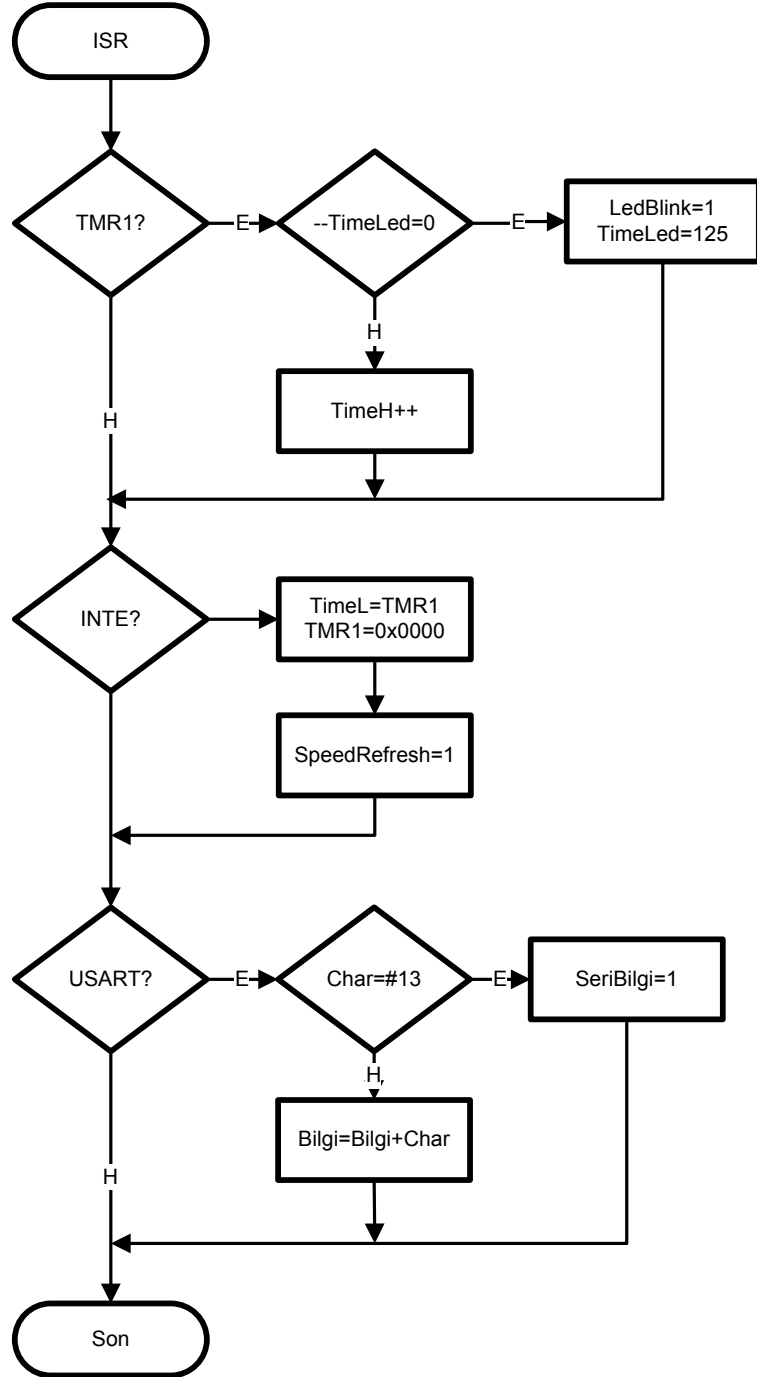 ISR
TMR1?
E
--TimeLed=0
E
LedBlink=1
TimeLed=125
H
TimeH++
H
INTE?
TimeL=TMR1
TMR1=0x0000
SpeedRefresh=1
USART?
E
Char=#13
E
SeriBilgi=1
H
Bilgi=Bilgi+Char
H
Son